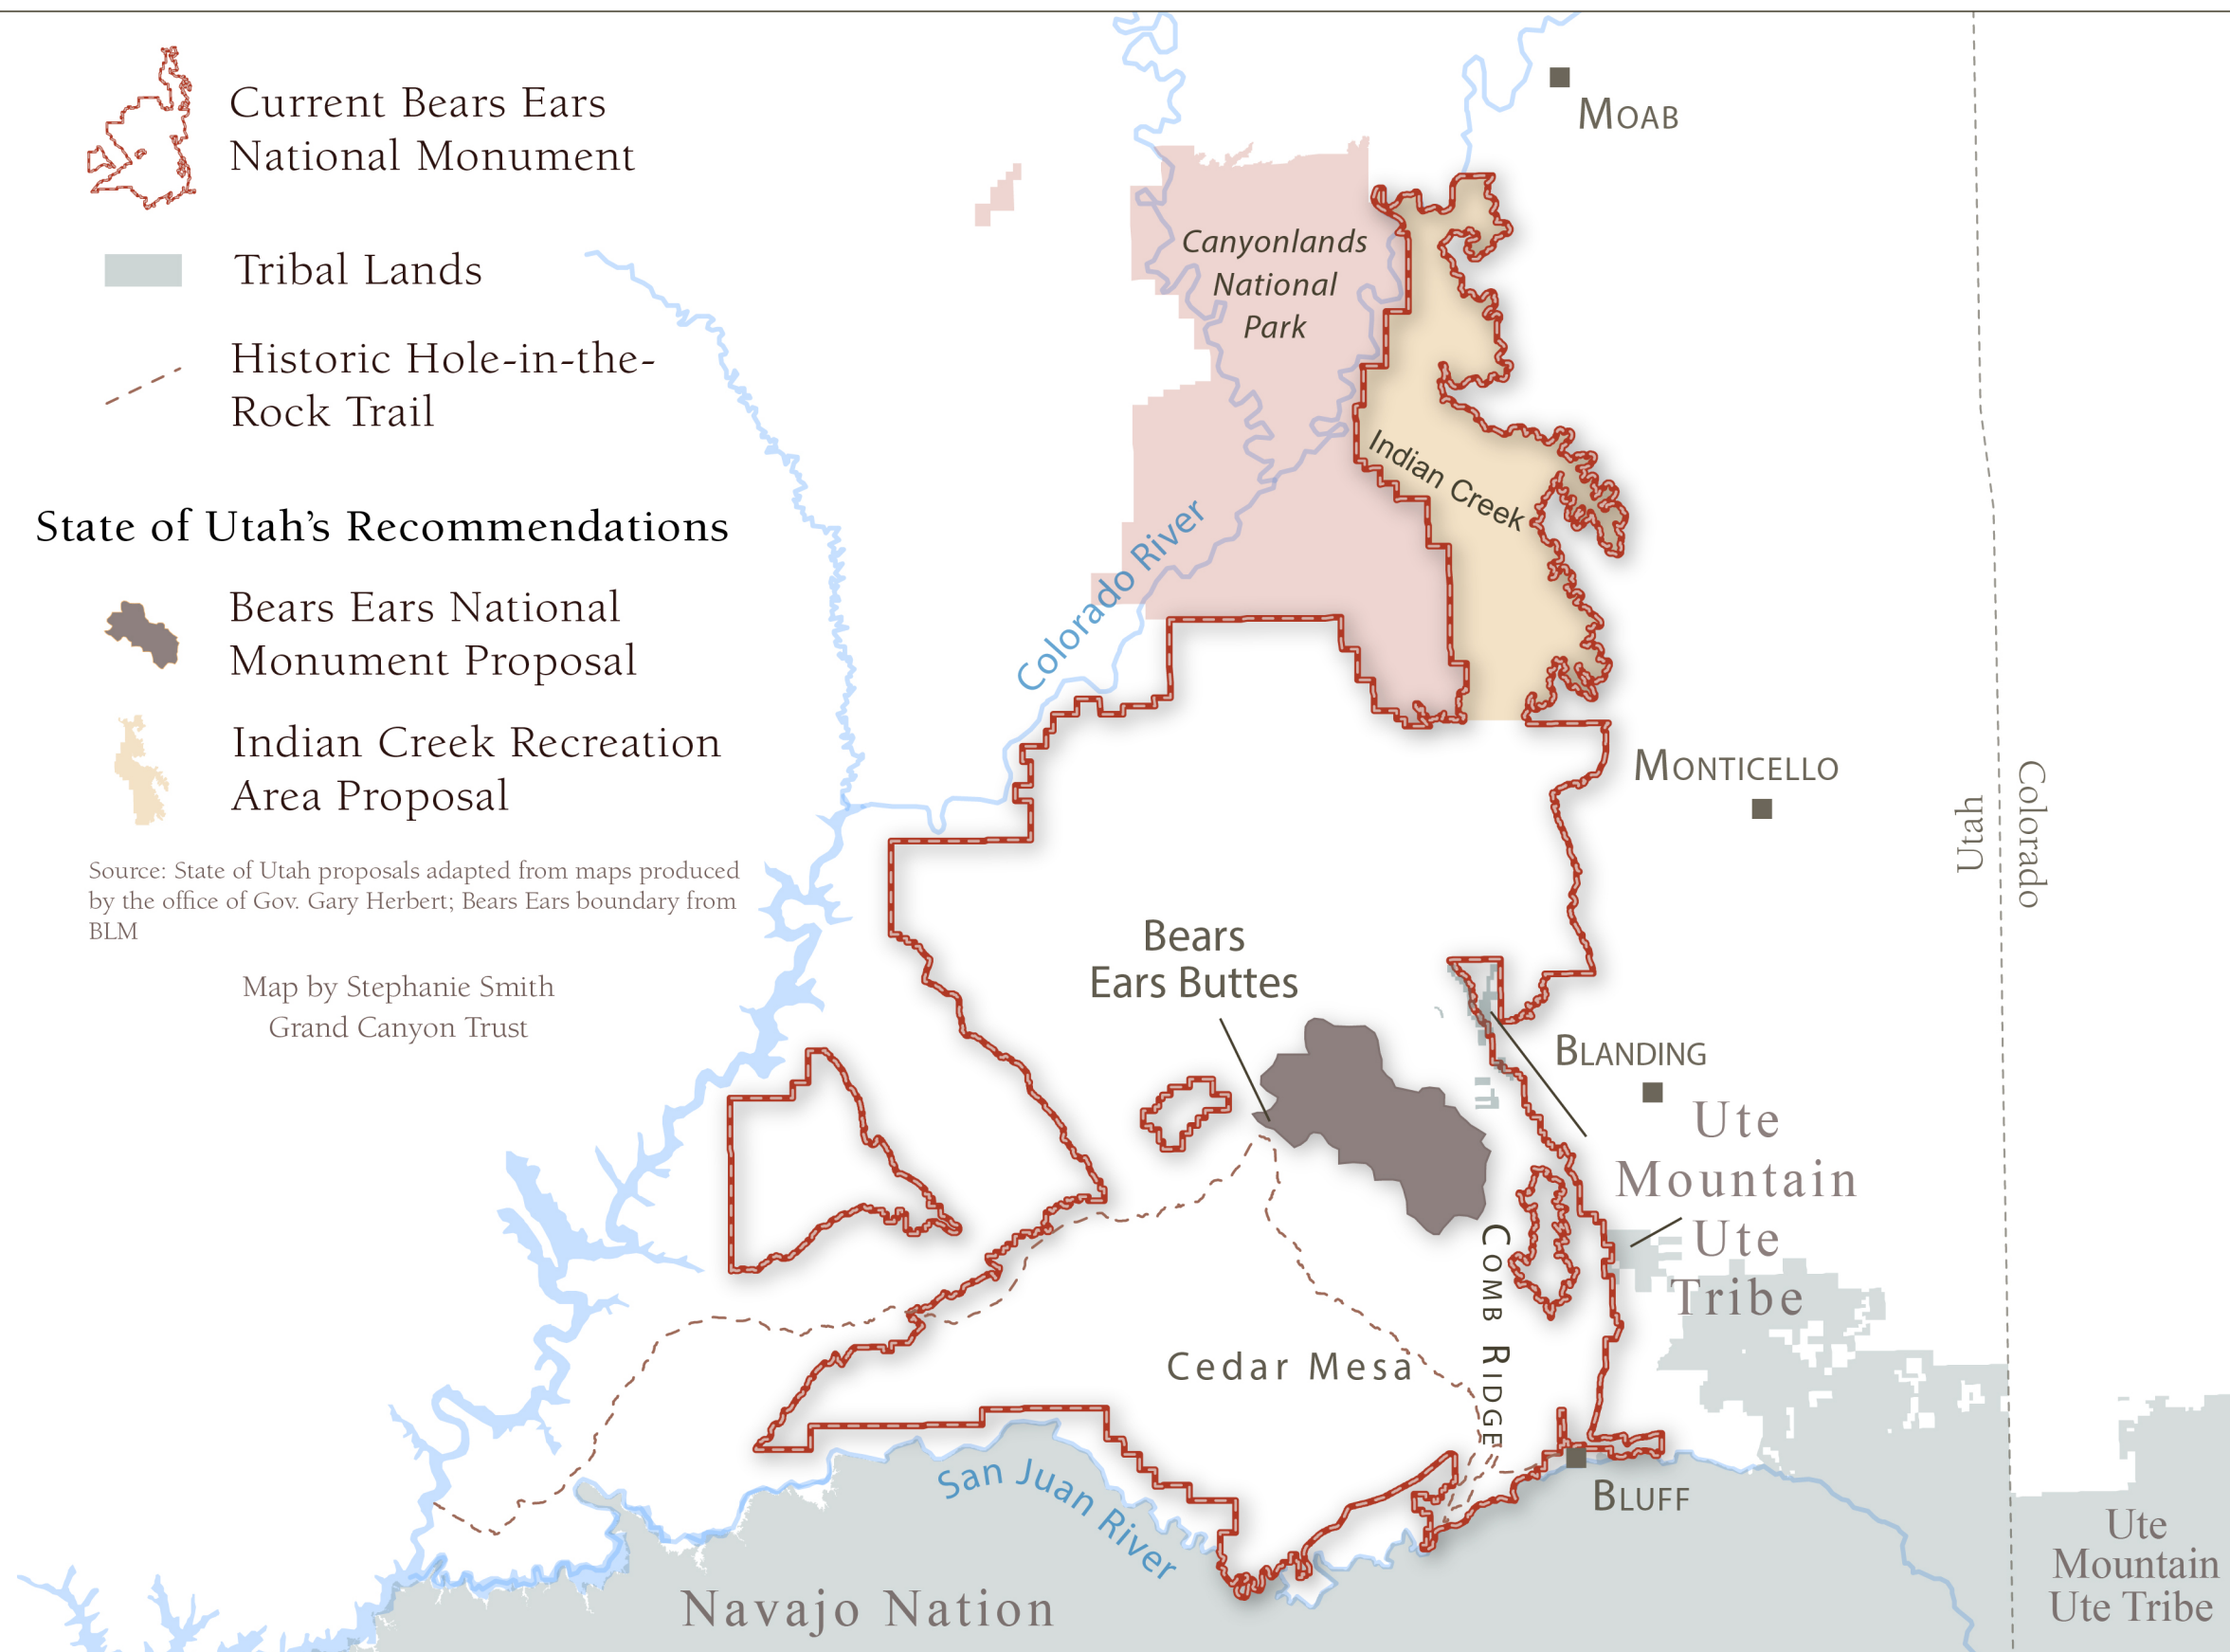 Current Bears Ears
National Monument
Tribal Lands
Historic Hole-in-the-
Rock Trail
State of Utah's Recommendations
Bears Ears National
Monument Proposal
Indian Creek Recreation
Area Proposal
Source: State of Utah proposals adapted from maps produced
by the office of Gov. Gary Herbert; Bears Ears boundary from
BLM
Map by Stephanie Smith
Grand Canyon Trust
MOAB
Canyonlands
National
Park
Indian Creek
Colorado River
MONTICELLO
Utah
Colorado
Bears
Ears Buttes
BLANDING
Ute
Mountain
Ute
Tribe
COMB RIDGE
Cedar Mesa
San Juan River
BLUFF
Navajo Nation
Ute
Mountain
Ute Tribe